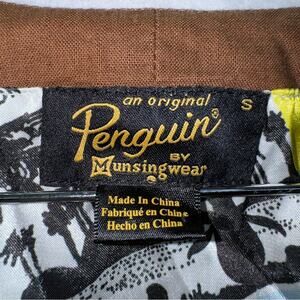 an original
Penguin®
S
BY
Munsingwear
Made In China
Fabriqué en Chine
Hecho en China